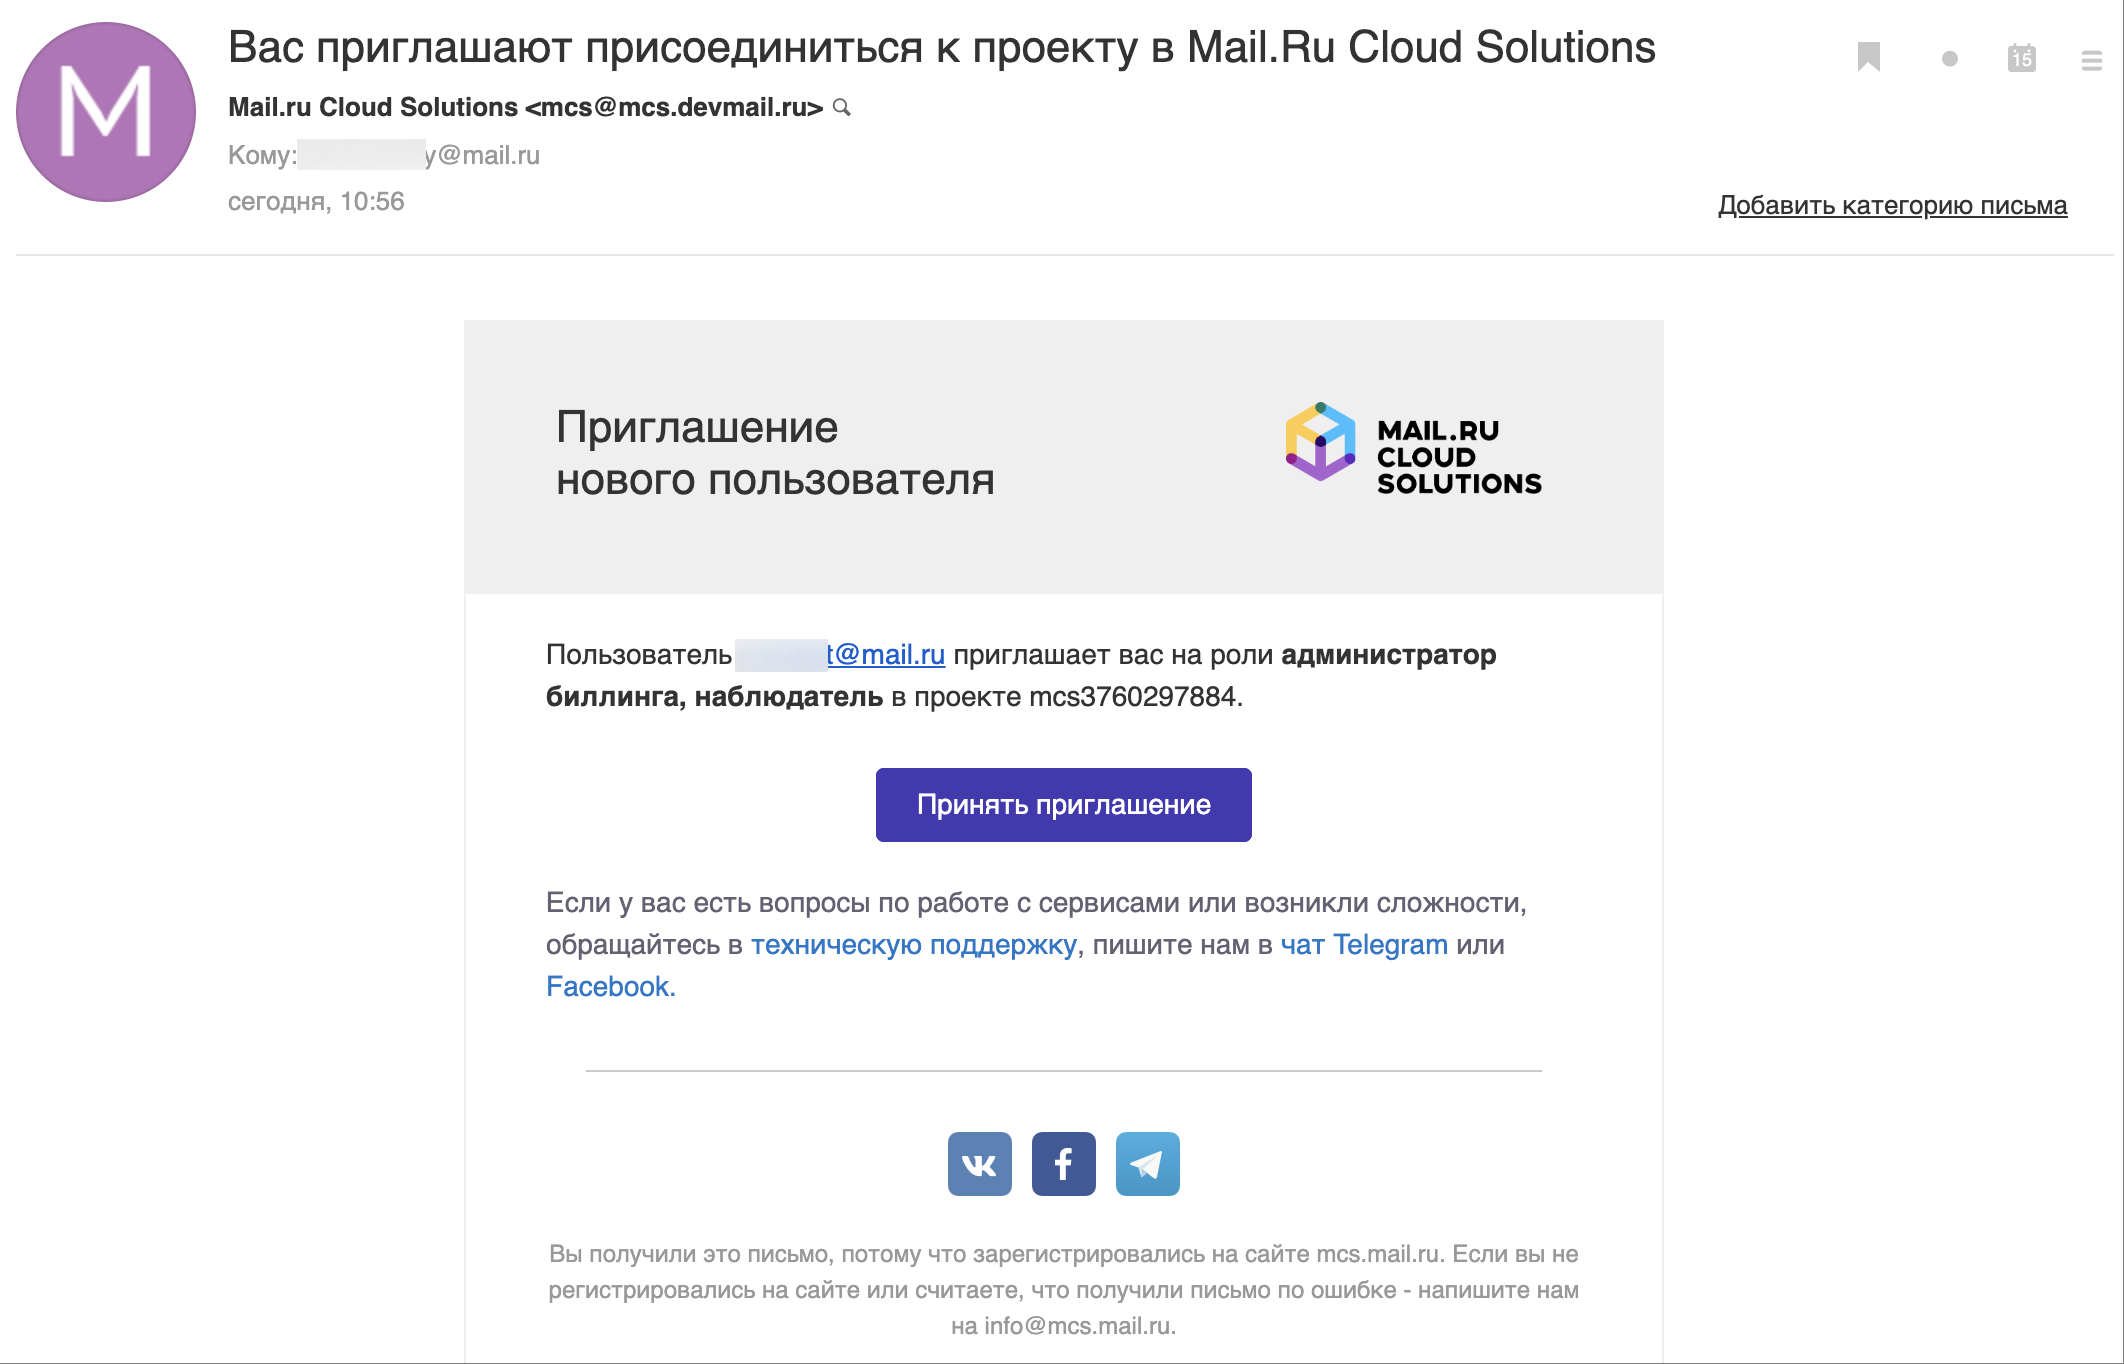 M
Вас приглашают присоединиться к проекту в Mail.Ru Cloud Solutions
Mail.ru Cloud Solutions <mcs@mcs.devmail.ru>
Кому: y@mail.ru
сегодня, 10:56
15
Добавить категорию письма
Приглашение
нового пользователя
MAIL.RU
CLOUD
SOLUTIONS
Пользователь t@mail.ru приглашает вас на роли администратор
биллинга, наблюдатель в проекте mcs3760297884.
Принять приглашение
Если у вас есть вопросы по работе с сервисами или возникли сложности,
обращайтесь в техническую поддержку, пишите нам в чат Telegram или
Facebook.
Вы получили это письмо, потому что зарегистрировались на сайте mcs.mail.ru. Если вы не
регистрировались на сайте или считаете, что получили письмо по ошибке - напишите нам
на info@mcs.mail.ru.